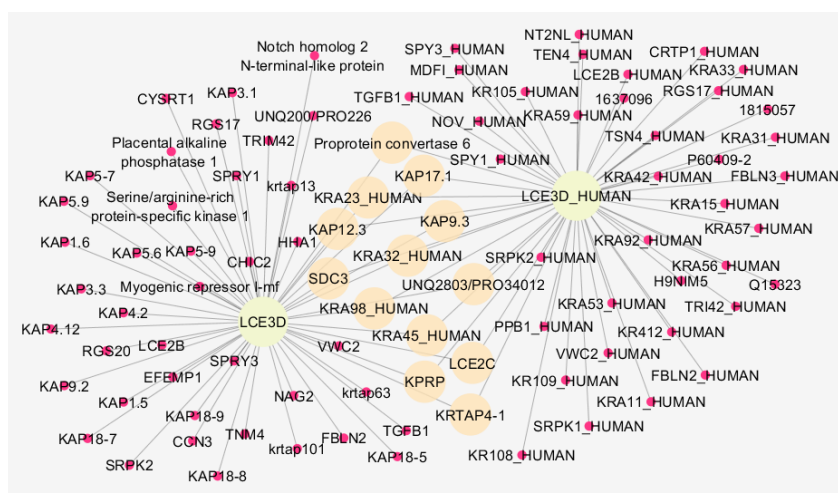 NT2NL_HUMAN
Notch homolog 2
N-terminal-like protein
SPY3_HUMAN
TEN4_HUMAN
CRTP1_HUMAN
MDFI_HUMAN
LCE2B_HUMAN
KRA33_HUMAN
CYSRT1
KAP3.1
TGFB1_HUMAN
KR105_HUMAN
1637096
RGS17_HUMAN
1815057
RGS17
UNQ200/PRO226
NOV_HUMAN
KRA59_HUMAN
TRIM42
Placental alkaline
phosphatase 1
Proprotein convertase 6
TSN4_HUMAN
KRA31_HUMAN
SPY1_HUMAN
P60409-2
KAP5-7
SPRY1
krtap13
KAP17.1
KRA42_HUMAN
FBLN3_HUMAN
KAP5.9
Serine/arginine-rich
protein-specific kinase 1
KRA23_HUMAN
LCE3D_HUMAN
KRA15_HUMAN
KAP12.3
KAP9.3
KRA57_HUMAN
KAP1.6
KAP5.6
KAP5-9
HHA1
KRA92_HUMAN
CHIC2
KRA32_HUMAN
SRPK2_HUMAN
KRA56_HUMAN
KAP3.3
Myogenic repressor I-mf
SDC3
UNQ2803/PRO34012
H9NIM5
Q15323
KAP4.2
KRA98_HUMAN
KRA53_HUMAN
TRI42_HUMAN
KAP4.12
LCE3D
KRA45_HUMAN
PPB1_HUMAN
KR412_HUMAN
RGS20
LCE2B
VWC2
SPRY3
LCE2C
VWC2_HUMAN
KAP9.2
EFEMP1
KPRP
KR109_HUMAN
FBLN2_HUMAN
KAP1.5
NAG2
krtap63
KRA11_HUMAN
KAP18-9
KRTAP4-1
SRPK1_HUMAN
KAP18-7
CCN3
TNM4
FBLN2
TGFB1
SRPK2
krtap101
KAP18-5
KR108_HUMAN
KAP18-8